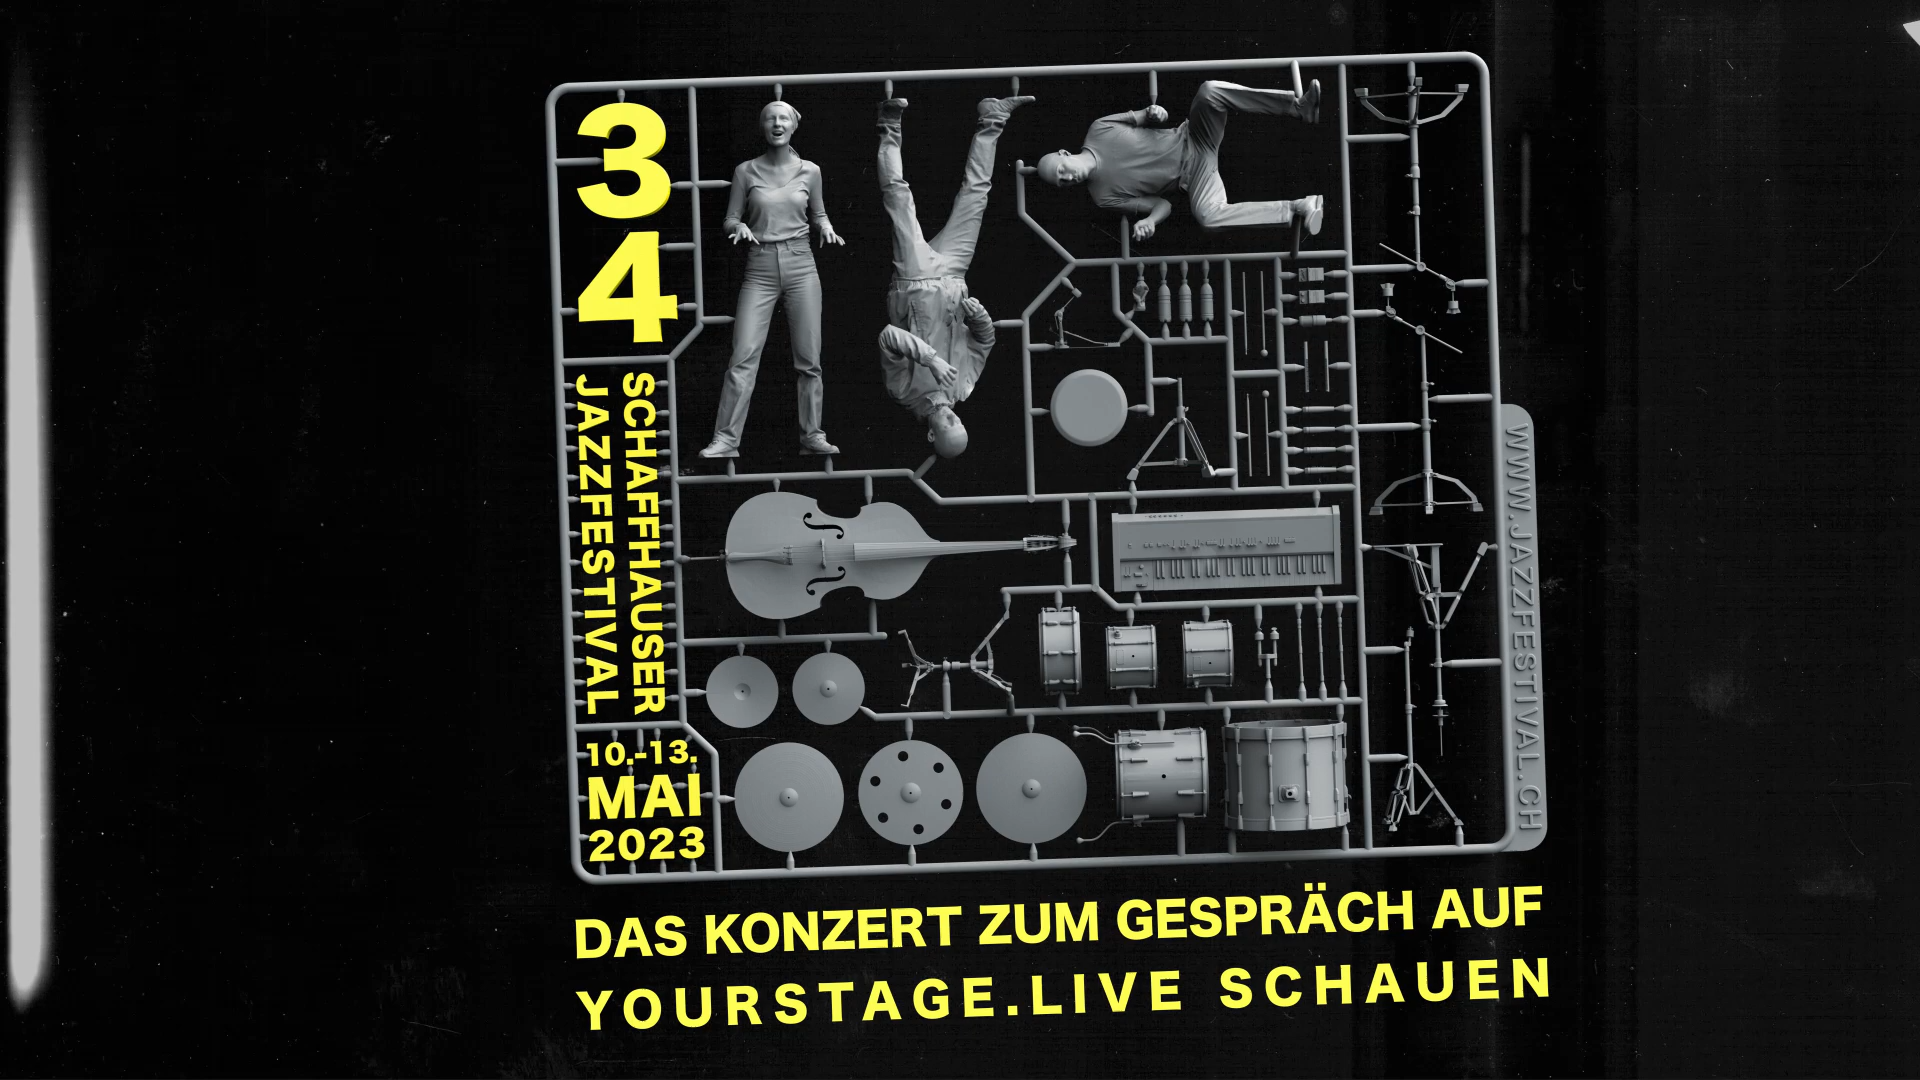 34
SCHAFFHAUSER
JAZZFESTIVAL
10.-13.
MAI
2023
WWW.JAZZFESTIVAL.CH
DAS KONZERT ZUM GESPRÄCH AUF
YOURSTAGE.LIVE SCHAUEN